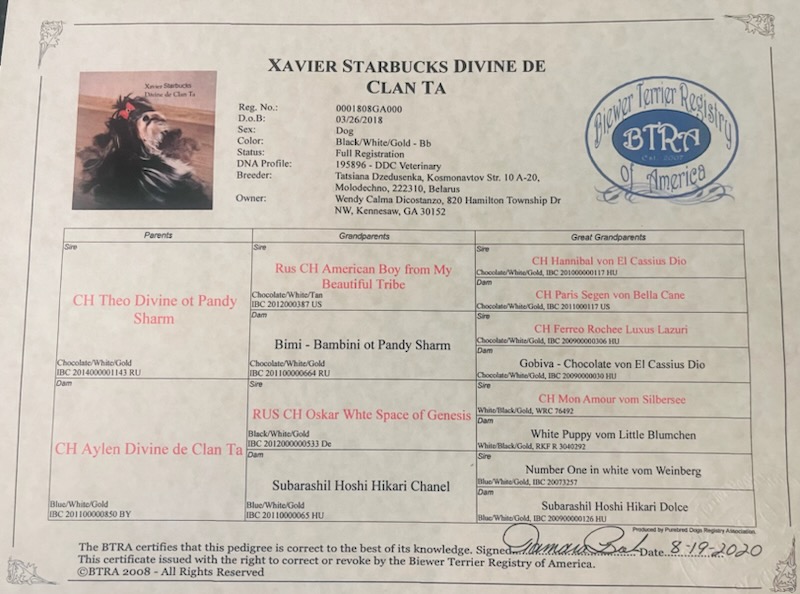 XAVIER STARBUCKS DIVINE DE
CLAN TA
Xavier Starbucks
Divine de Clan Ta
Reg. No.: 0001808GA000
D.o.B: 03/26/2018
Sex: Dog
Color: Black/White/Gold - Bb
Status: Full Registration
DNA Profile: 195896 - DDC Veterinary
Breeder: Tatsiana Dzedusenka, Kosmonavtov Str. 10 A-20,
Molodechno, 222310, Belarus
Owner: Wendy Calma Dicostanzo, 820 Hamilton Township Dr
NW, Kennesaw, GA 30152
Biewer Terrier Registry
BTRA
Est. 2007
of America
Parents
Grandparents
Great Grandparents
Sire
CH Theo Divine ot Pandy
Sharm
Chocolate/White/Gold
IBC 2014000001143 RU
Dam
CH Aylen Divine de Clan Ta
Blue/White/Gold
IBC 201100000850 BY
Sire
Rus CH American Boy from My
Beautiful Tribe
Chocolate/White/Tan
IBC 2012000387 US
Dam
Bimi - Bambini ot Pandy Sharm
Chocolate/White/Gold
IBC 201100000664 RU
Sire
RUS CH Oskar Whte Space of Genesis
Black/White/Gold
IBC 2012000000533 De
Dam
Subarashil Hoshi Hikari Chanel
Blue/White/Gold
IBC 20110000065 HU
Sire
CH Hannibal von El Cassius Dio
Chocolate/White/Gold, IBC 201000000117 HU
Dam
CH Paris Segen von Bella Cane
Chocolate/White/Gold, IBC 2011000117 US
Sire
CH Ferreo Rochee Luxus Lazuri
Chocolate/White/Gold, IBC 20090000306 HU
Dam
Gobiva - Chocolate von El Cassius Dio
Chocolate/White/Gold, IBC 2009000030 HU
Sire
CH Mon Amour vom Silbersee
White/Black/Gold, WRC 76492
Dam
White Puppy vom Little Blumchen
White/Black/Gold, RKF R 3040292
Sire
Number One in white vom Weinberg
Blue/White/Gold, IBC 20073257
Dam
Subarashil Hoshi Hikari Dolce
Blue/White/Gold, IBC 200900000126 HU
Produced by Purebred Dogs Registry Association.
The BTRA certifies that this pedigree is correct to the best of its knowledge. Signed Date 8-19-2020
This certificate issued with the right to correct or revoke by the Biewer Terrier Registry of America.
©BTRA 2008 - All Rights Reserved